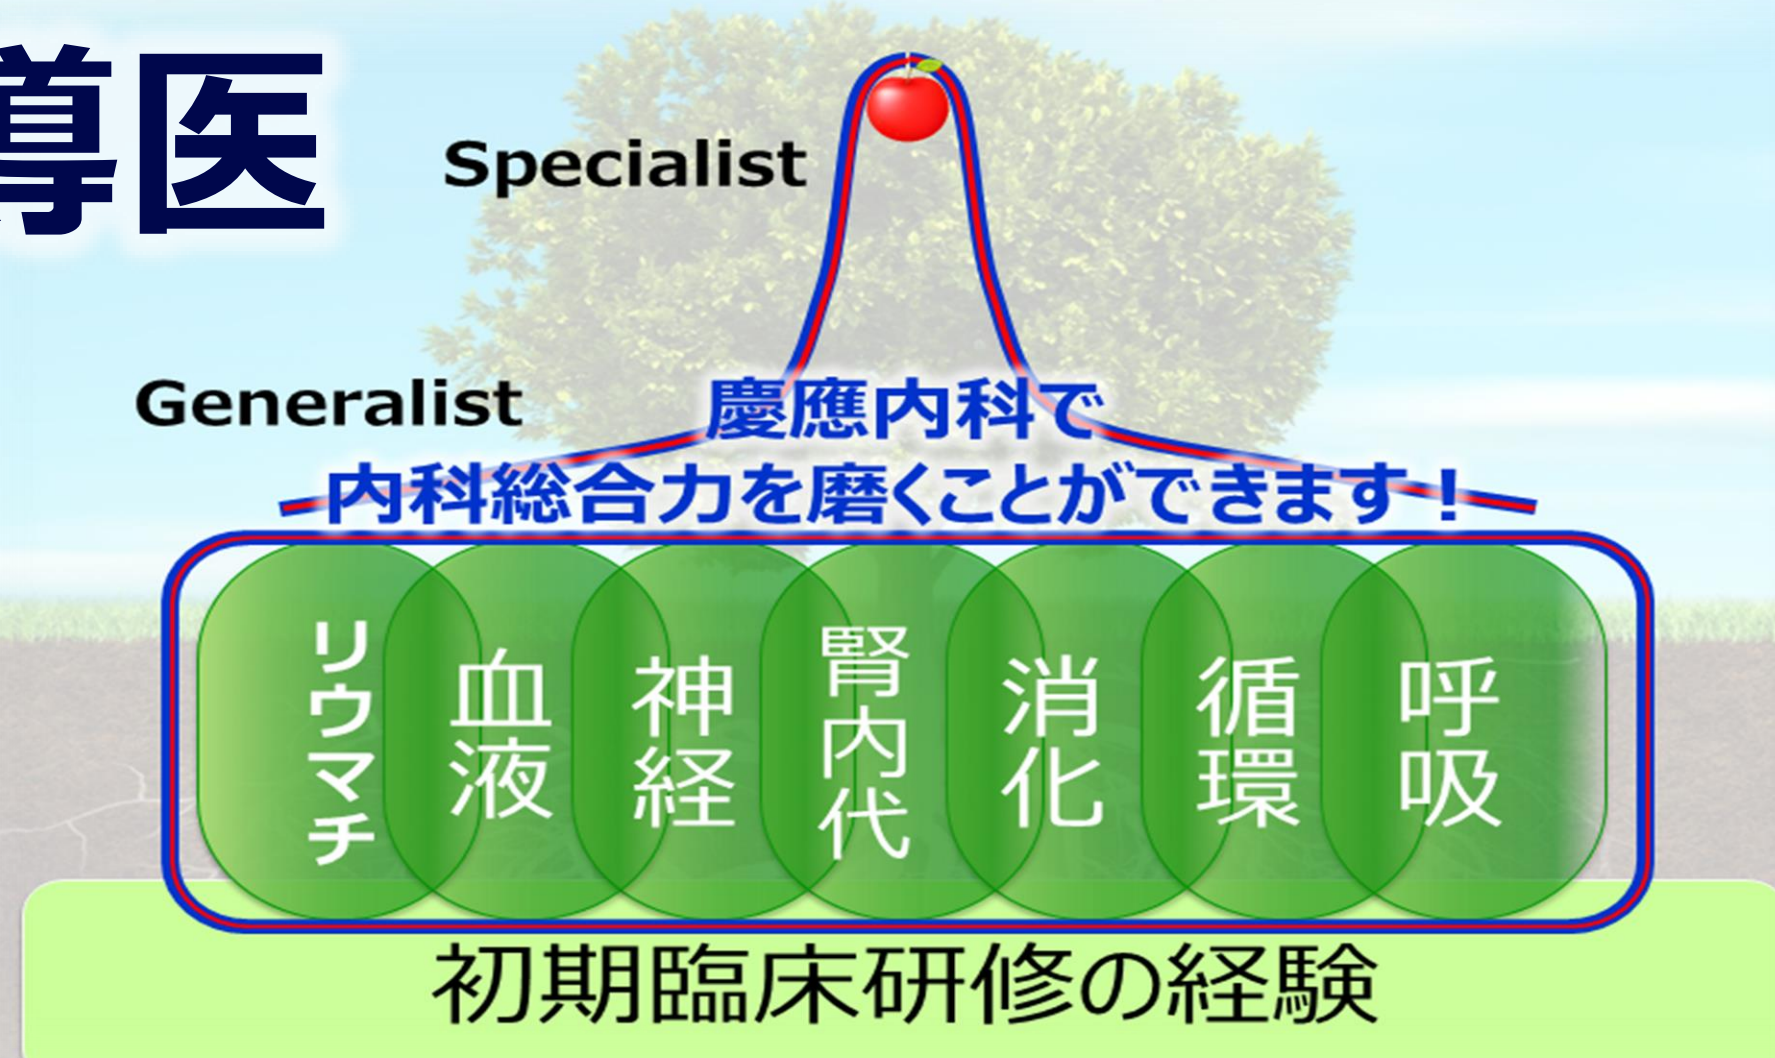 導医
Specialist
Generalist
慶應内科で
内科総合力を磨くことができます！
リウマチ
血液
神経
腎内代
消化
循環
呼吸
初期臨床研修の経験